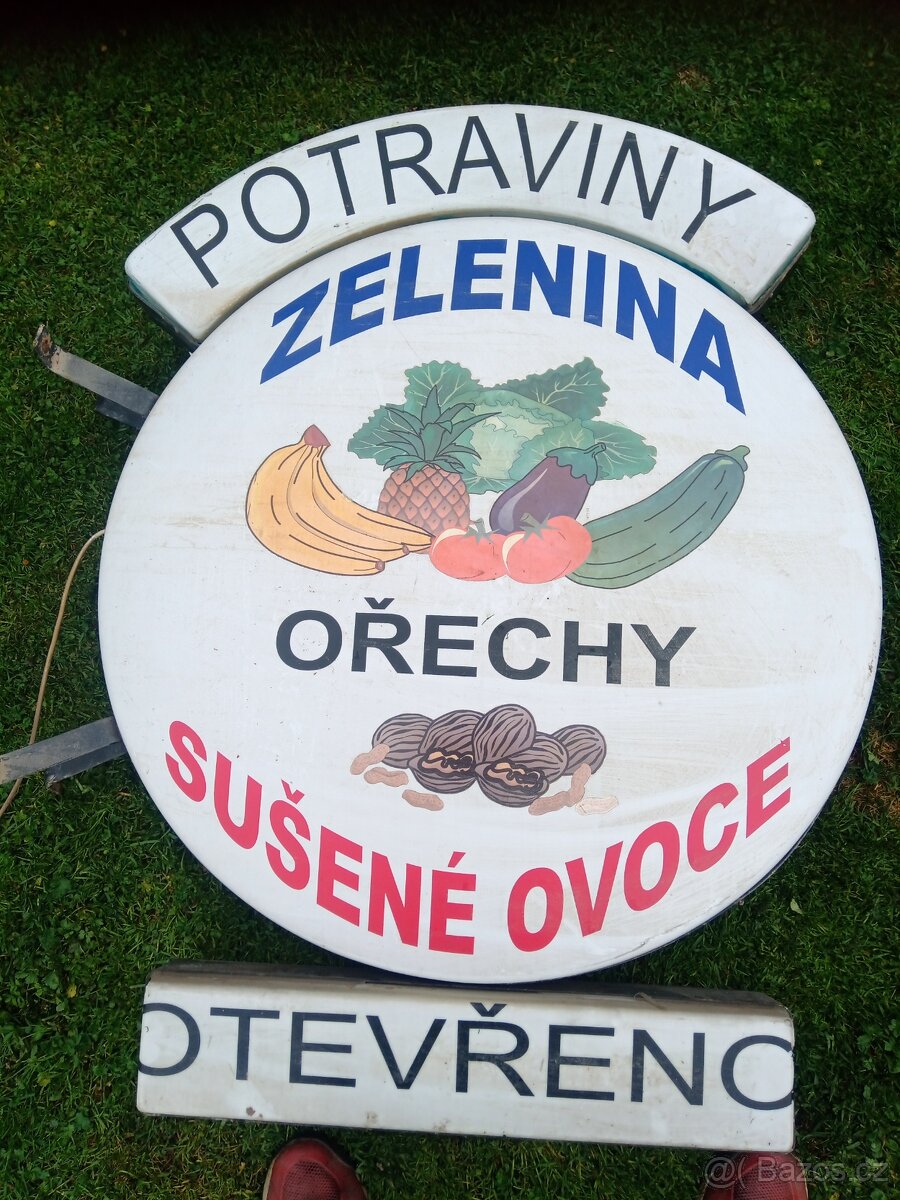 POTRAVINY
ZELENINA
OŘECHY
SUŠENÉ OVOCE
OTEVŘENO
@( Bazos.cz